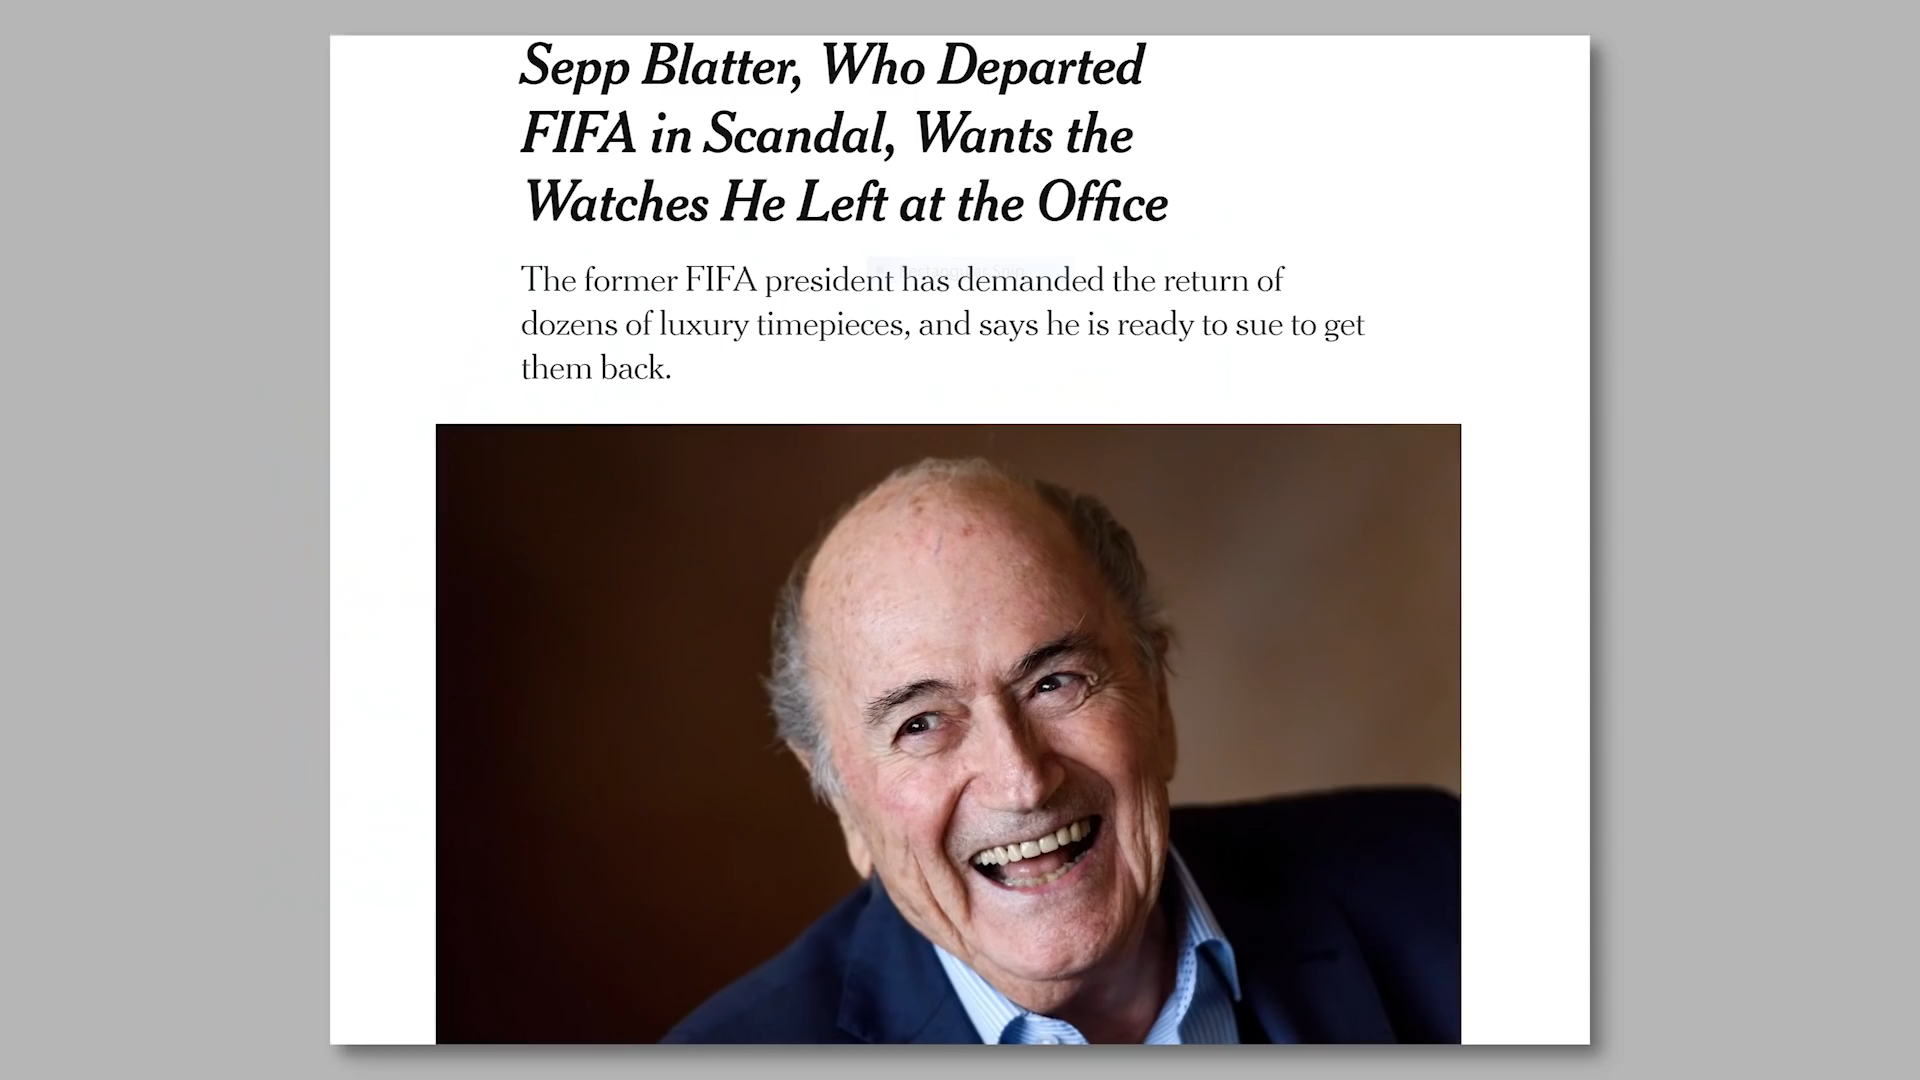 Sepp Blatter, Who Departed
FIFA in Scandal, Wants the
Watches He Left at the Office
The former FIFA president has demanded the return of
dozens of luxury timepieces, and says he is ready to sue to get
them back.